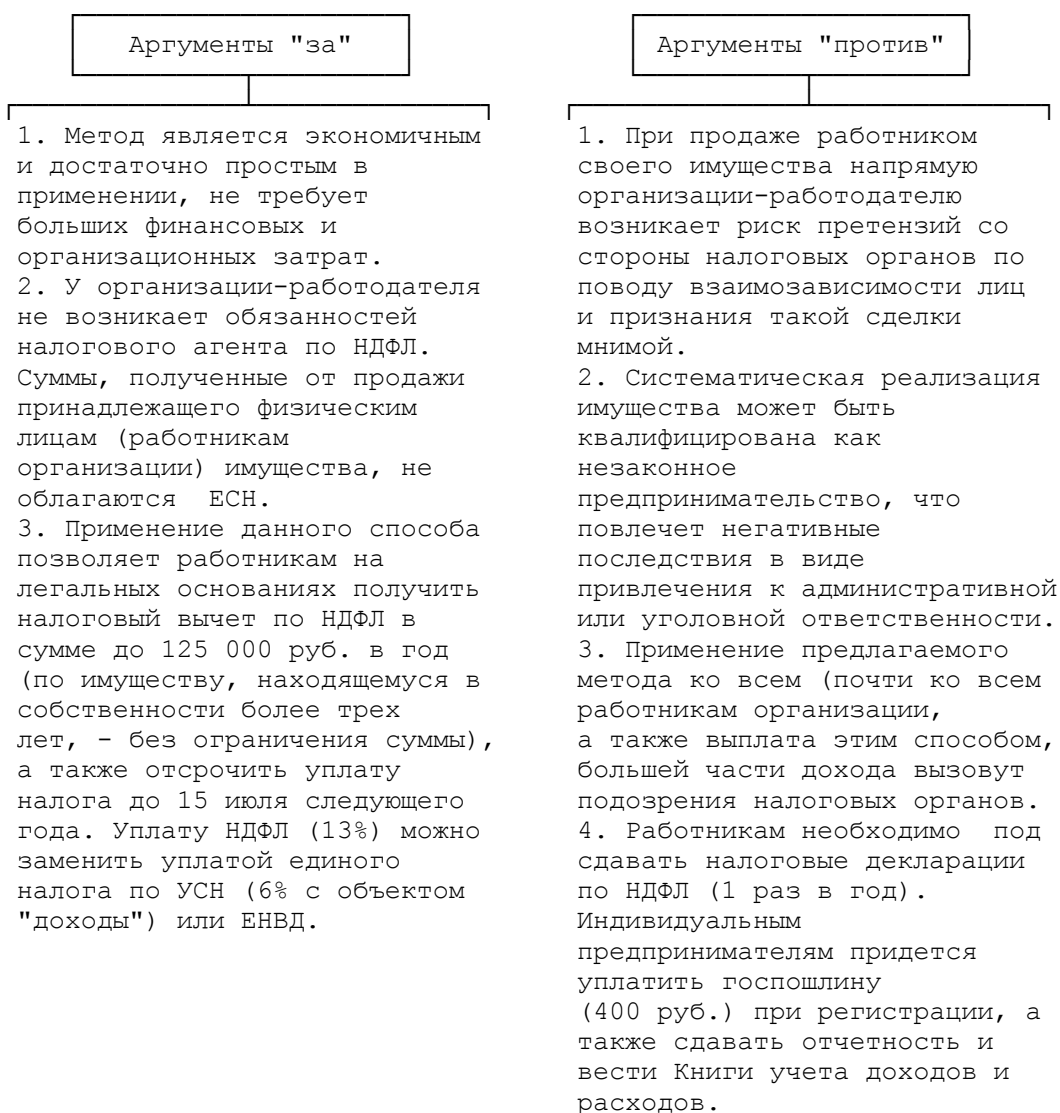 Аргументы "за"
1. Метод является экономичным
и достаточно простым в
применении, не требует
больших финансовых и
организационных затрат.
2. У организации-работодателя
не возникает обязанностей
налогового агента по НДФЛ.
Суммы, полученные от продажи
принадлежащего физическим
лицам (работникам
организации) имущества, не
облагаются  ЕСН.
3. Применение данного способа
позволяет работникам на
легальных основаниях получить
налоговый вычет по НДФЛ в
сумме до 125 000 руб. в год
(по имуществу, находящемуся в
собственности более трех
лет, - без ограничения суммы),
а также отсрочить уплату
налога до 15 июля следующего
года. Уплату НДФЛ (13%) можно
заменить уплатой единого
налога по УСН (6% с объектом
"доходы") или ЕНВД.
Аргументы "против"
1. При продаже работником
своего имущества напрямую
организации-работодателю
возникает риск претензий со
стороны налоговых органов по
поводу взаимозависимости лиц
и признания такой сделки
мнимой.
2. Систематическая реализация
имущества может быть
квалифицирована как
незаконное
предпринимательство, что
повлечет негативные
последствия в виде
привлечения к административной
или уголовной ответственности.
3. Применение предлагаемого
метода ко всем (почти ко всем
работникам организации,
а также выплата этим способом,
большей части дохода вызовут
подозрения налоговых органов.
4. Работникам необходимо  под
сдавать налоговые декларации
по НДФЛ (1 раз в год).
Индивидуальным
предпринимателям придется
уплатить госпошлину
(400 руб.) при регистрации, а
также сдавать отчетность и
вести Книги учета доходов и
расходов.